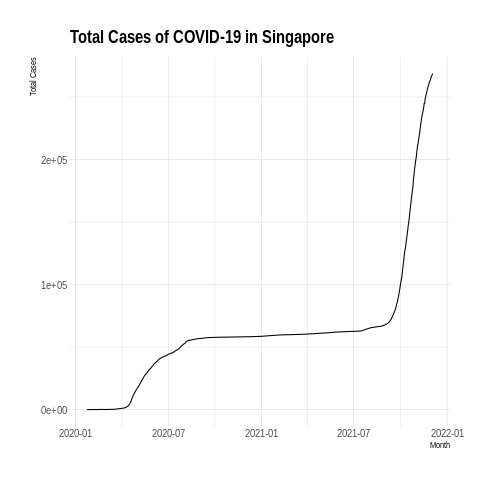 Total Cases of COVID-19 in Singapore
Total Cases
2e+05
1e+05
0e+00
2020-01 2020-07 2021-01 2021-07 2022-01
Month